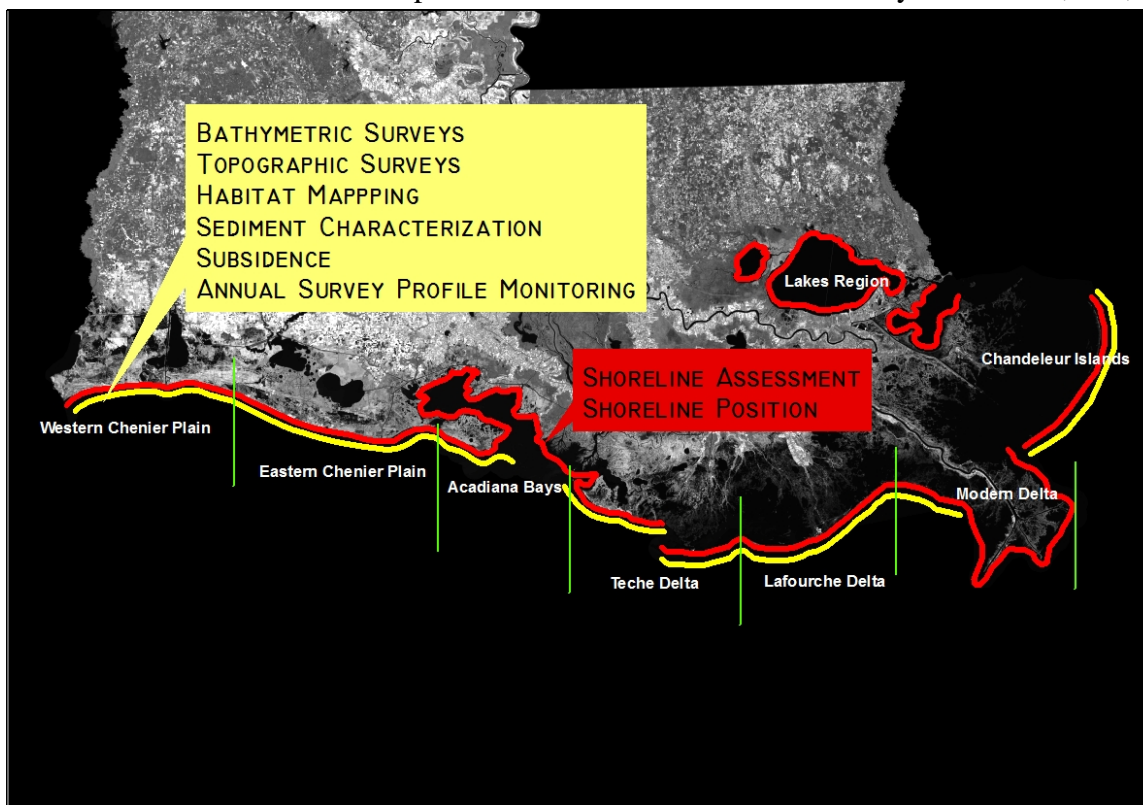 BATHYMETRIC SURVEYS
TOPOGRAPHIC SURVEYS
HABITAT MAPPPING
SEDIMENT CHARACTERIZATION
SUBSIDENCE
ANNUAL SURVEY PROFILE MONITORING
Lakes Region
Chandeleur Islands
SHORELINE ASSESSMENT
SHORELINE POSITION
Western Chenier Plain
Eastern Chenier Plain
Acadiana Bays
Modern Delta
Teche Delta
Lafourche Delta